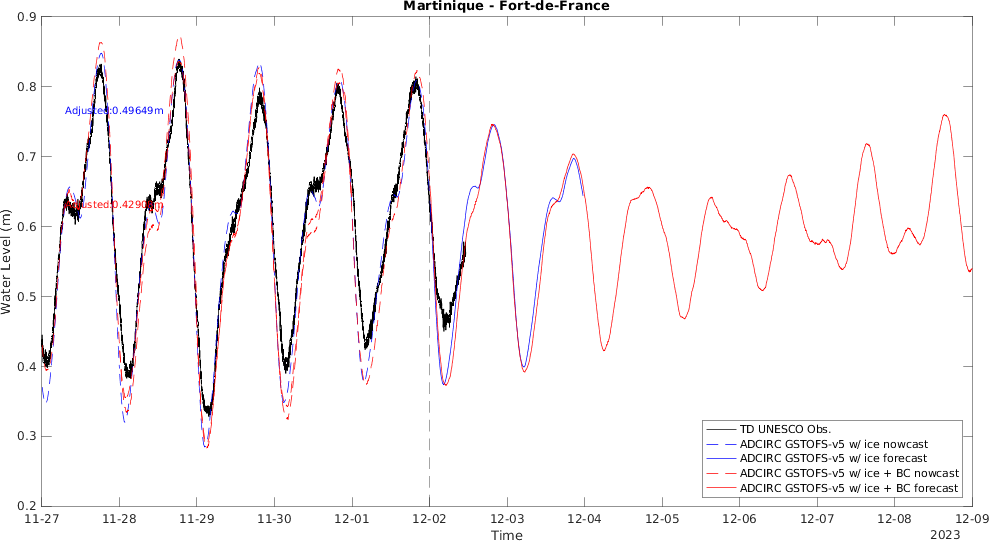 Martinique - Fort-de-France
0.9
0.8
0.7
0.6
0.5
0.4
0.3
0.2
Water Level (m)
Adjusted:0.49649m
11-27
11-28
11-29
11-30
12-01
12-02
12-03
12-04
12-05
12-06
12-07
12-08
12-09
Time
2023
TD UNESCO Obs.
ADCIRC GSTOFS-v5 w/ ice nowcast
ADCIRC GSTOFS-v5 w/ ice forecast
ADCIRC GSTOFS-v5 w/ ice + BC nowcast
ADCIRC GSTOFS-v5 w/ ice + BC forecast